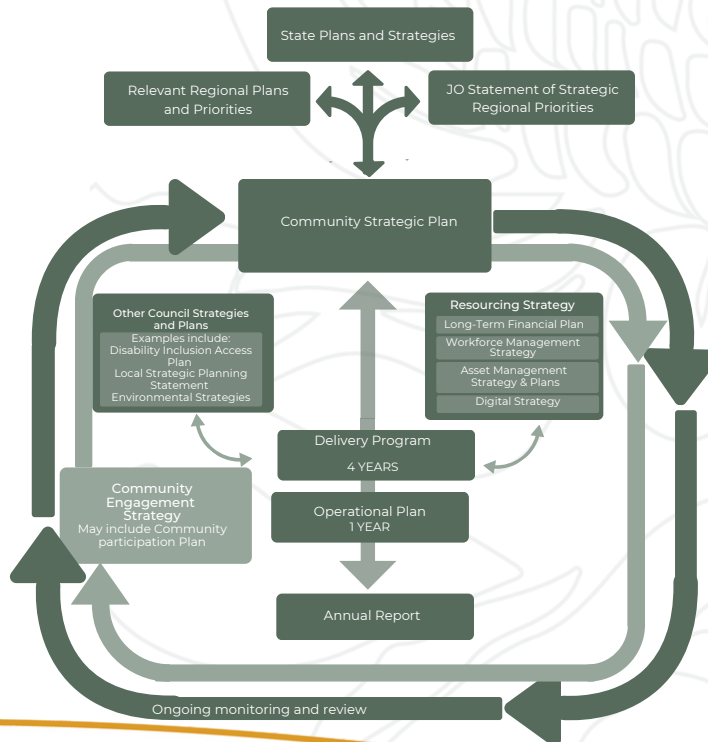 State Plans and Strategies
Relevant Regional Plans
and Priorities
JO Statement of Strategic
Regional Priorities
Community Strategic Plan
Other Council Strategies
and Plans
Examples include:
Disability Inclusion Access
Plan
Local Strategic Planning
Statement
Environmental Strategies
Resourcing Strategy
Long-Term Financial Plan
Workforce Management
Strategy
Asset Management
Strategy & Plans
Digital Strategy
Delivery Program
4 YEARS
Community
Engagement
Strategy
May include Community
participation Plan
Operational Plan
1 YEAR
Annual Report
Ongoing monitoring and review